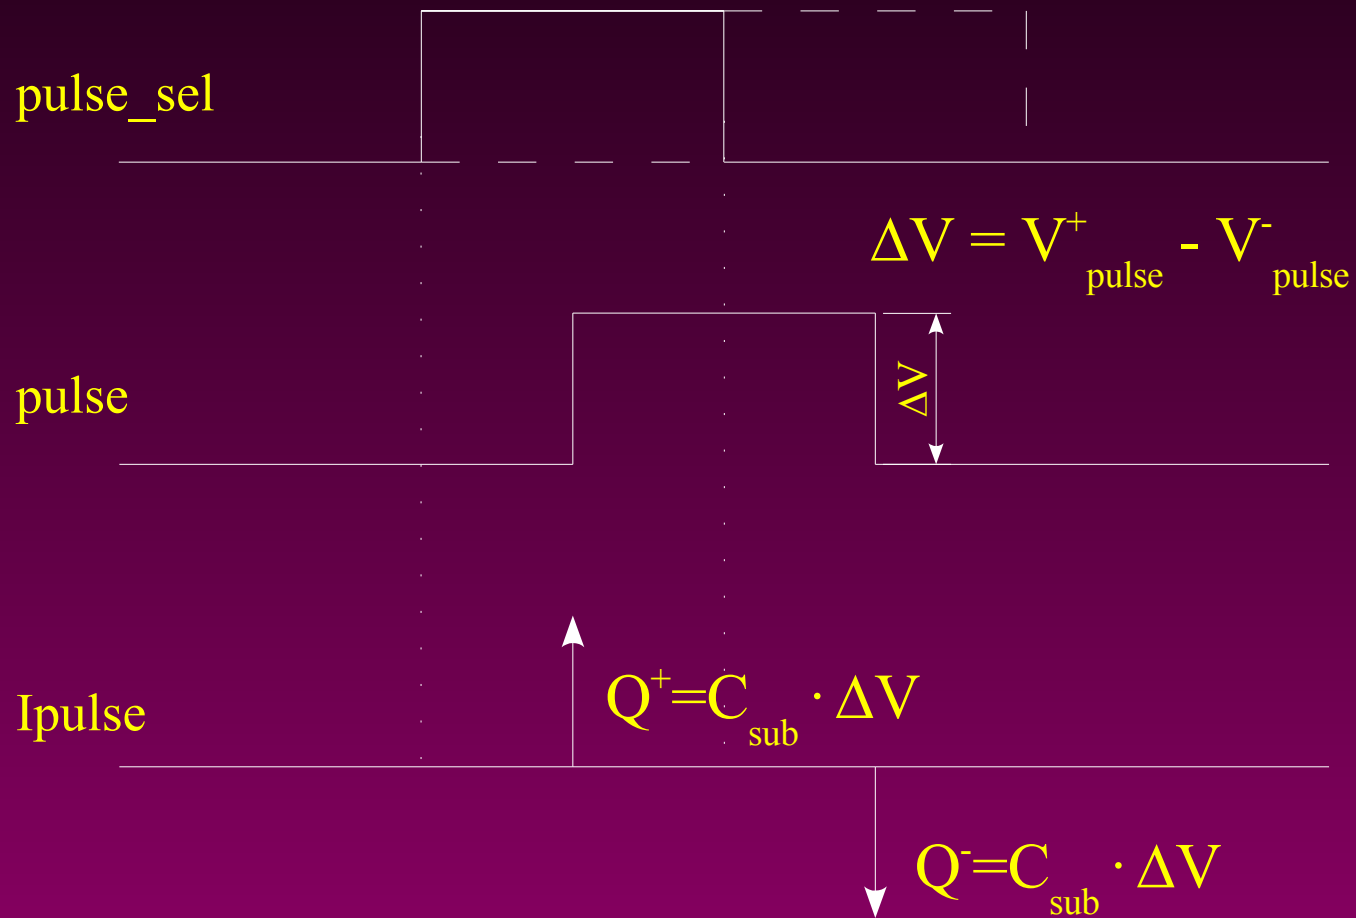 pulse_sel
ΔV = V⁺pulse - V⁻pulse
pulse
ΔV
Ipulse
Q⁺=Csub · ΔV
Q⁻=Csub · ΔV